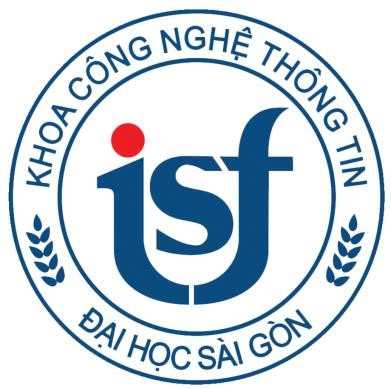 KHOA CÔNG NGHỆ THÔNG TIN
isf
ĐẠI HỌC SÀI GÒN